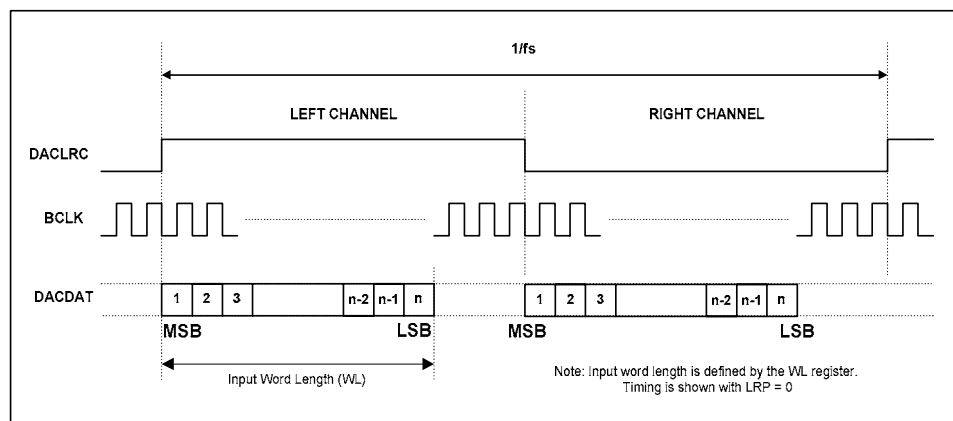 1/fs
LEFT CHANNEL RIGHT CHANNEL
DACLRC
BCLK
DACDAT 1 2 3 n-2 n-1 n 1 2 3 n-2 n-1 n
MSB LSB MSB LSB
Input Word Length (WL)
Note: Input word length is defined by the WL register.
Timing is shown with LRP = 0